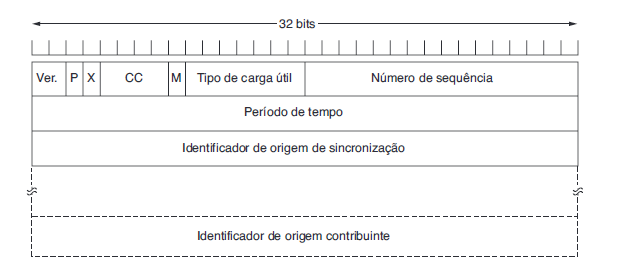 32 bits
Ver. P X CC M Tipo de carga útil Número de sequência
Período de tempo
Identificador de origem de sincronização
Identificador de origem contribuinte